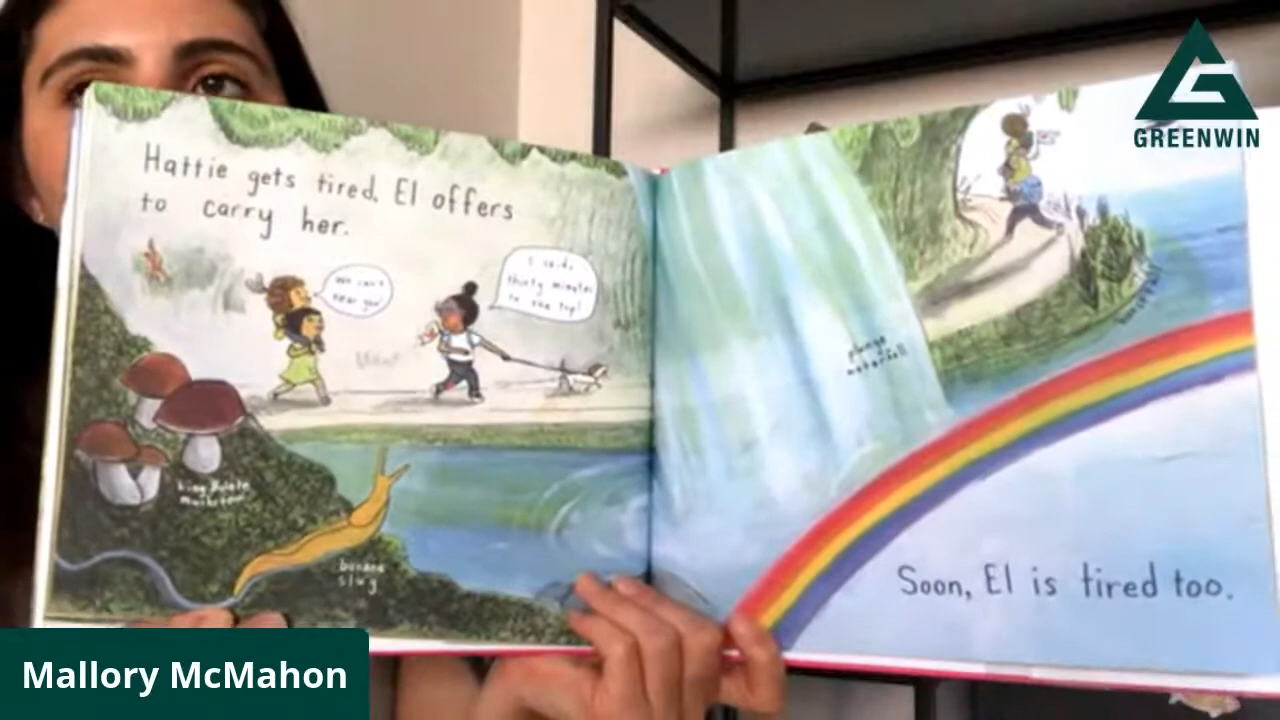 Hattie gets tired. El offers
to carry her.
We can't
hear you!
I said,
thirty minutes
to the top!
king bolete
mushroom
banana
slug
plunge
waterfall
Soon, El is tired too.
GREENWIN
Mallory McMahon